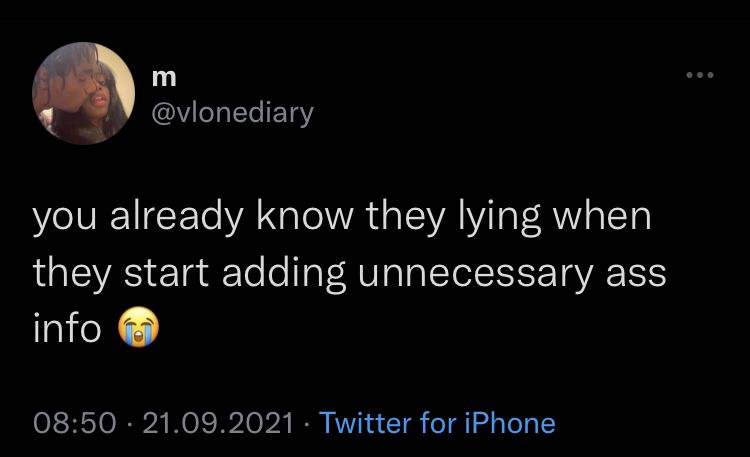 m
@vlonediary
you already know they lying when
they start adding unnecessary ass
info 😭
08:50 · 21.09.2021 · Twitter for iPhone